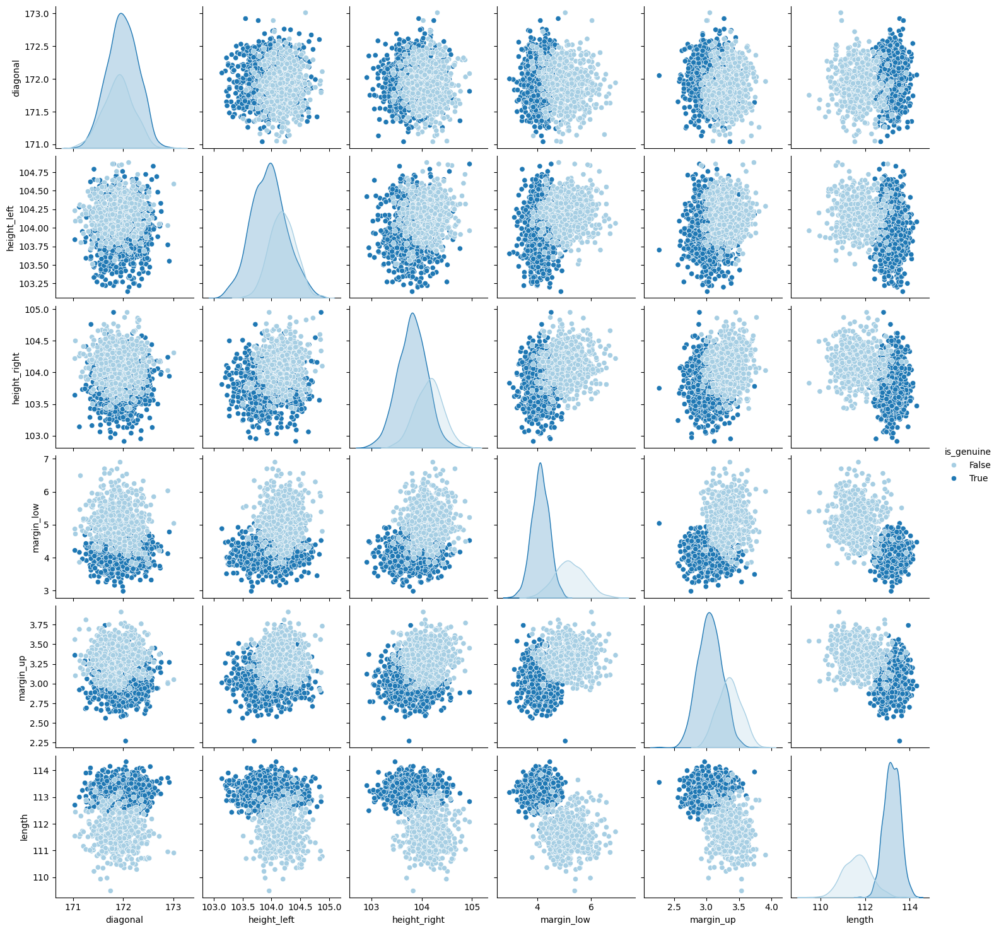 173.0
172.5
172.0
171.5
171.0
diagonal
104.75
104.50
104.25
104.00
103.75
103.50
103.25
height_left
105.0
104.5
104.0
103.5
103.0
height_right
7
6
5
4
3
margin_low
3.75
3.50
3.25
3.00
2.75
2.50
2.25
margin_up
114
113
112
111
110
length
171 172 173
diagonal
103.0 103.5 104.0 104.5 105.0
height_left
103 104 105
height_right
4 6
margin_low
2.5 3.0 3.5 4.0
margin_up
110 112 114
length
is_genuine
False
True